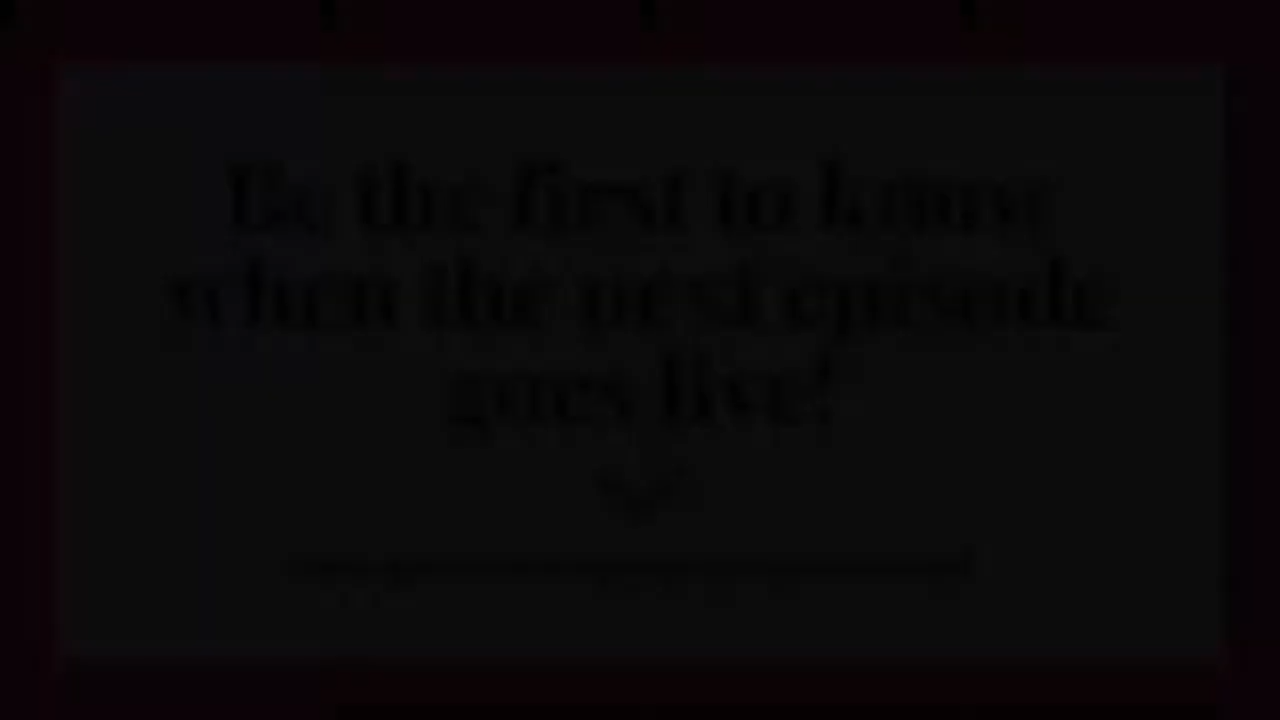 Be the first to know
when the next episode
goes live!